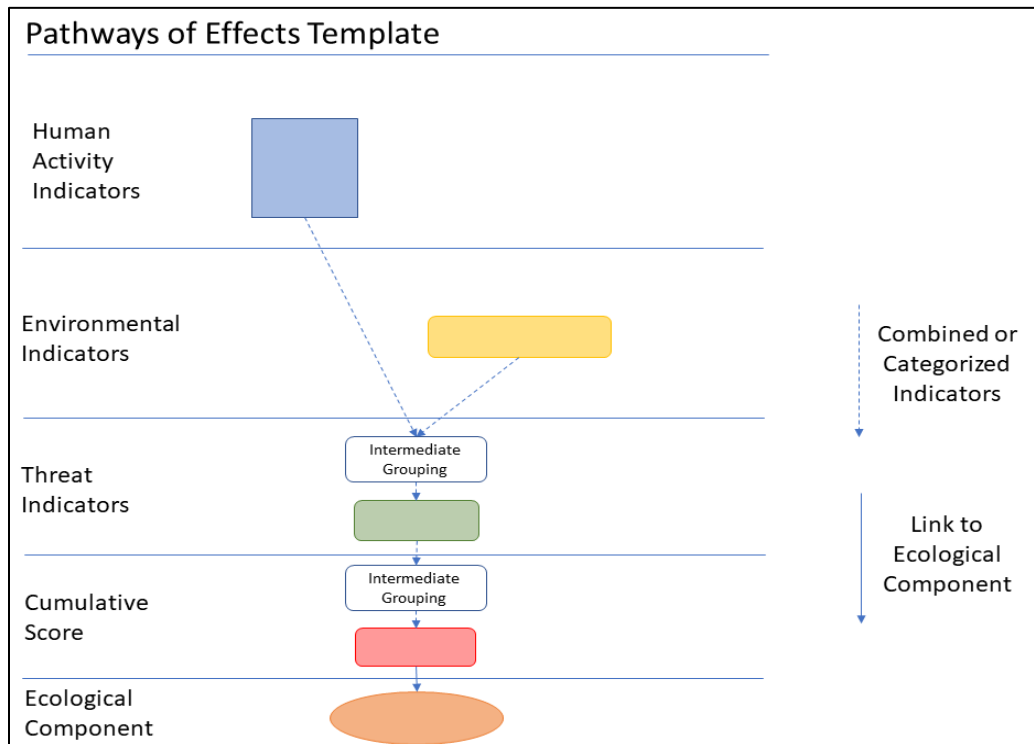 Pathways of Effects Template
Human
Activity
Indicators
Environmental
Indicators
Combined or
Categorized
Indicators
Threat
Indicators
Intermediate
Grouping
Link to
Ecological
Component
Cumulative
Score
Intermediate
Grouping
Ecological
Component